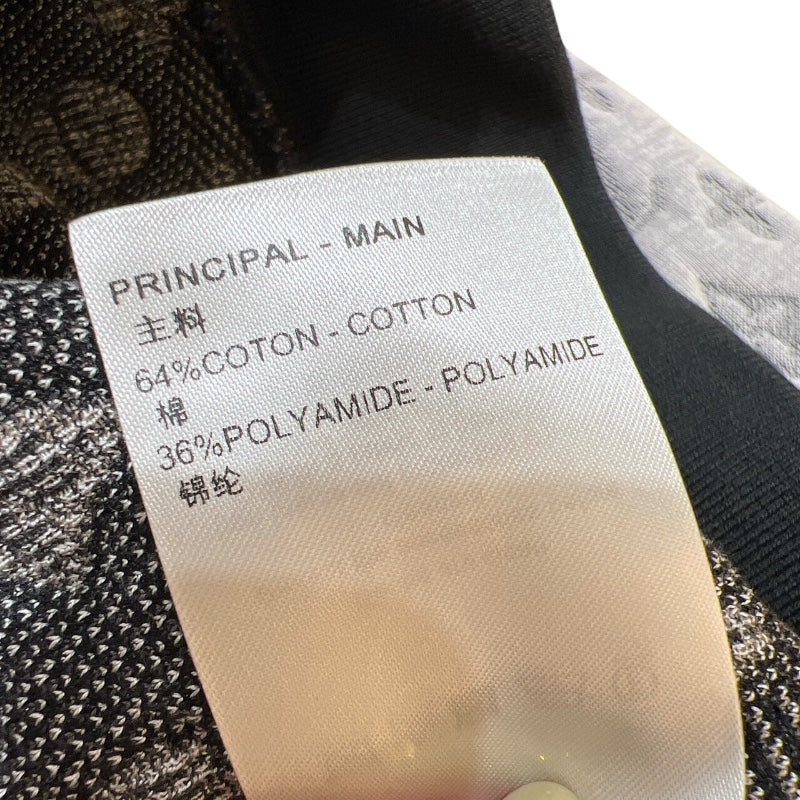 PRINCIPAL - MAIN
主料
64%COTON - COTTON
棉
36%POLYAMIDE - POLYAMIDE
锦纶